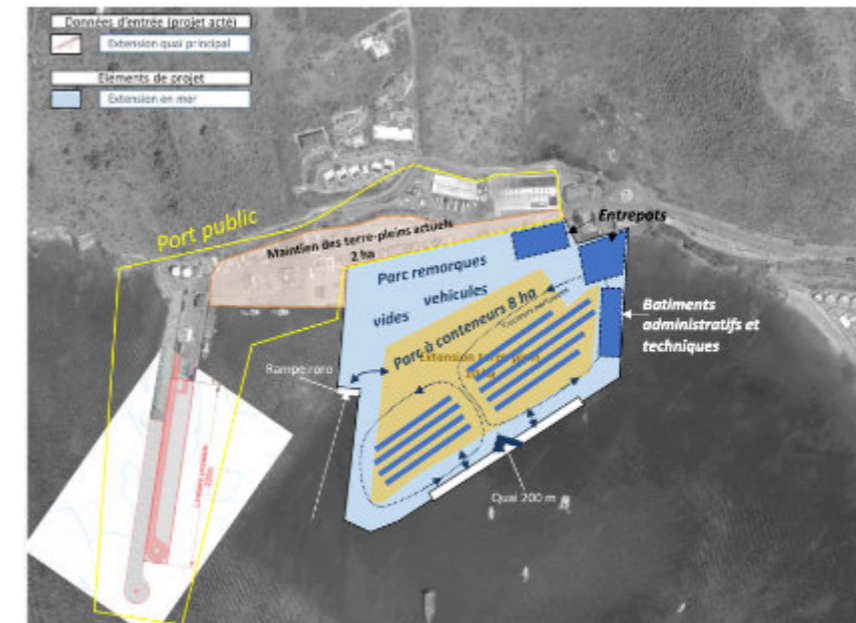 Données d'entrée (projet acté)
Extension quai principal
Eléments de projet
Extension en mer
Port public
Maintien des terre-pleins actuels
2 ha
Entrepots
Parc remorques
vides vehicules
Parc à conteneurs 8 ha
Extension
Batiments
administratifs et
techniques
Rampe roro
Quai 200 m